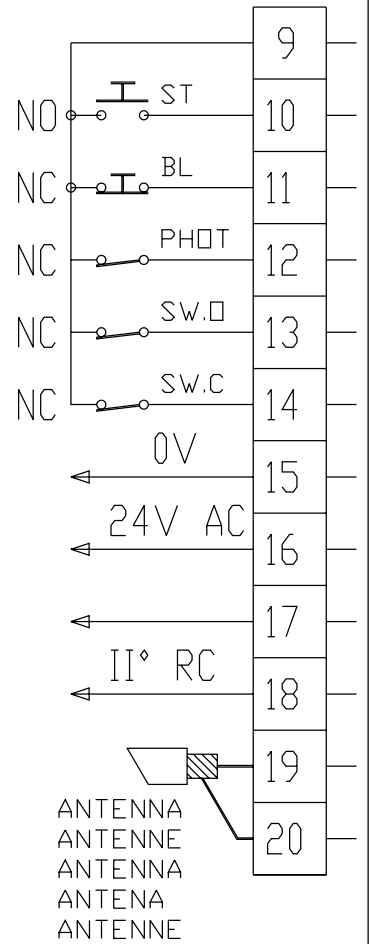 9
NO ST 10
NC BL 11
NC PHOT 12
NC SW.O 13
NC SW.C 14
0V 15
24V AC 16
17
II° RC 18
19
ANTENNA
ANTENNE 20
ANTENNA
ANTENA
ANTENNE